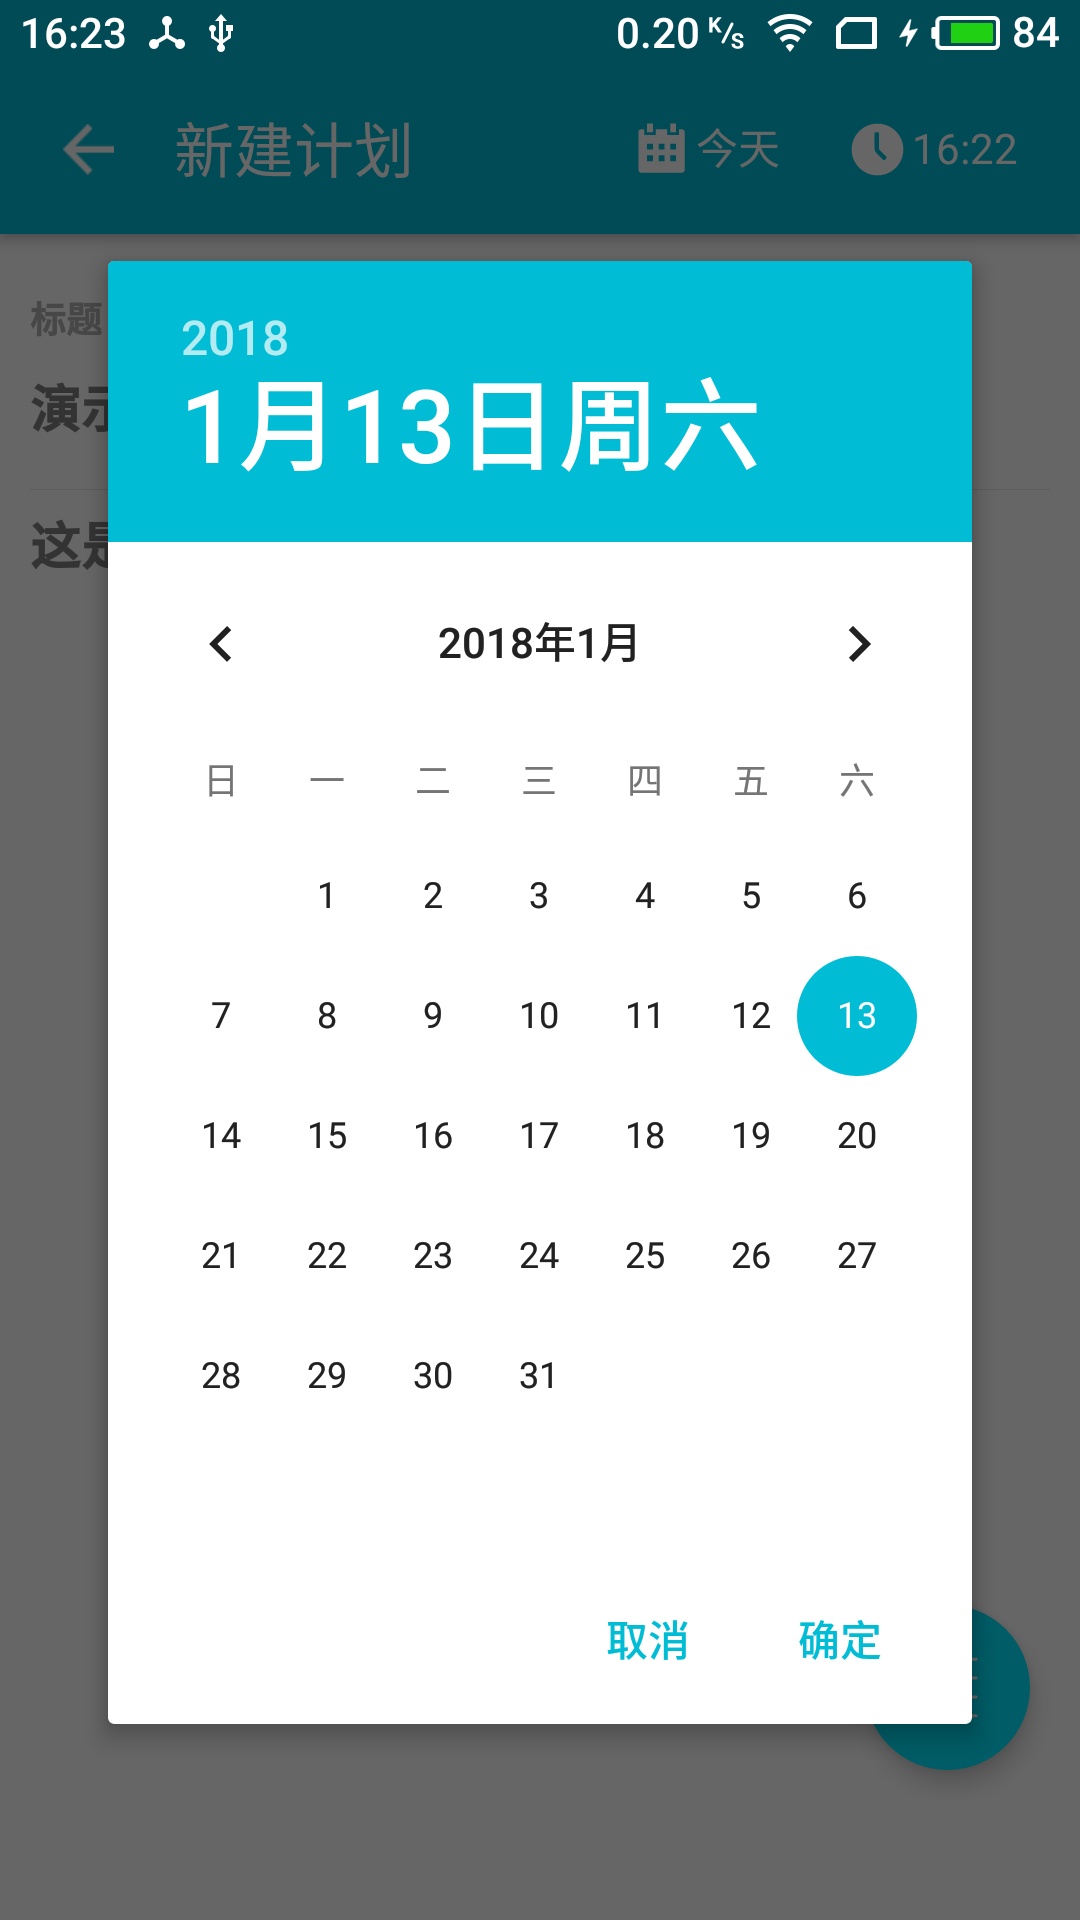 16:23 0.20 K/s 84
新建计划 今天 16:22
标题
演示
这是
2018
1月13日周六
2018年1月
日 一 二 三 四 五 六
1 2 3 4 5 6
7 8 9 10 11 12 13
14 15 16 17 18 19 20
21 22 23 24 25 26 27
28 29 30 31
取消 确定